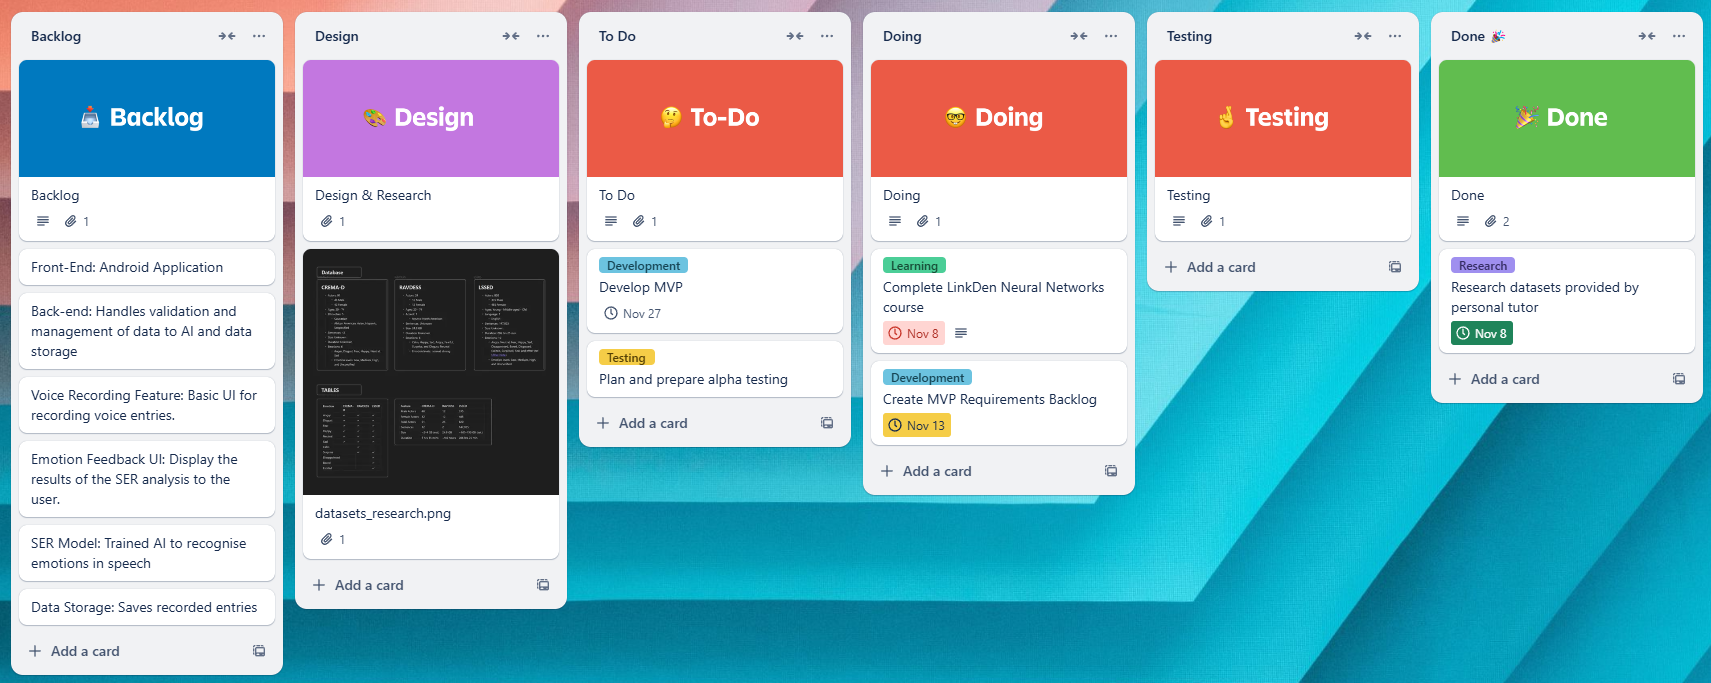 Backlog
Backlog
Backlog
1
Front-End: Android Application
Back-end: Handles validation and
management of data to AI and data
storage
Voice Recording Feature: Basic UI for
recording voice entries.
Emotion Feedback UI: Display the
results of the SER analysis to the
user.
SER Model: Trained AI to recognise
emotions in speech
Data Storage: Saves recorded entries
Add a card
Design
Design
Design & Research
1
Database
CREMA-D
RAVDESS
LSSED
TABLES
datasets_research.png
1
Add a card
To Do
To-Do
To Do
1
Development
Develop MVP
Nov 27
Testing
Plan and prepare alpha testing
Add a card
Doing
Doing
Doing
1
Learning
Complete LinkDen Neural Networks
course
Nov 8
Development
Create MVP Requirements Backlog
Nov 13
Add a card
Testing
Testing
Testing
1
Add a card
Done
Done
Done
2
Research
Research datasets provided by
personal tutor
Nov 8
Add a card